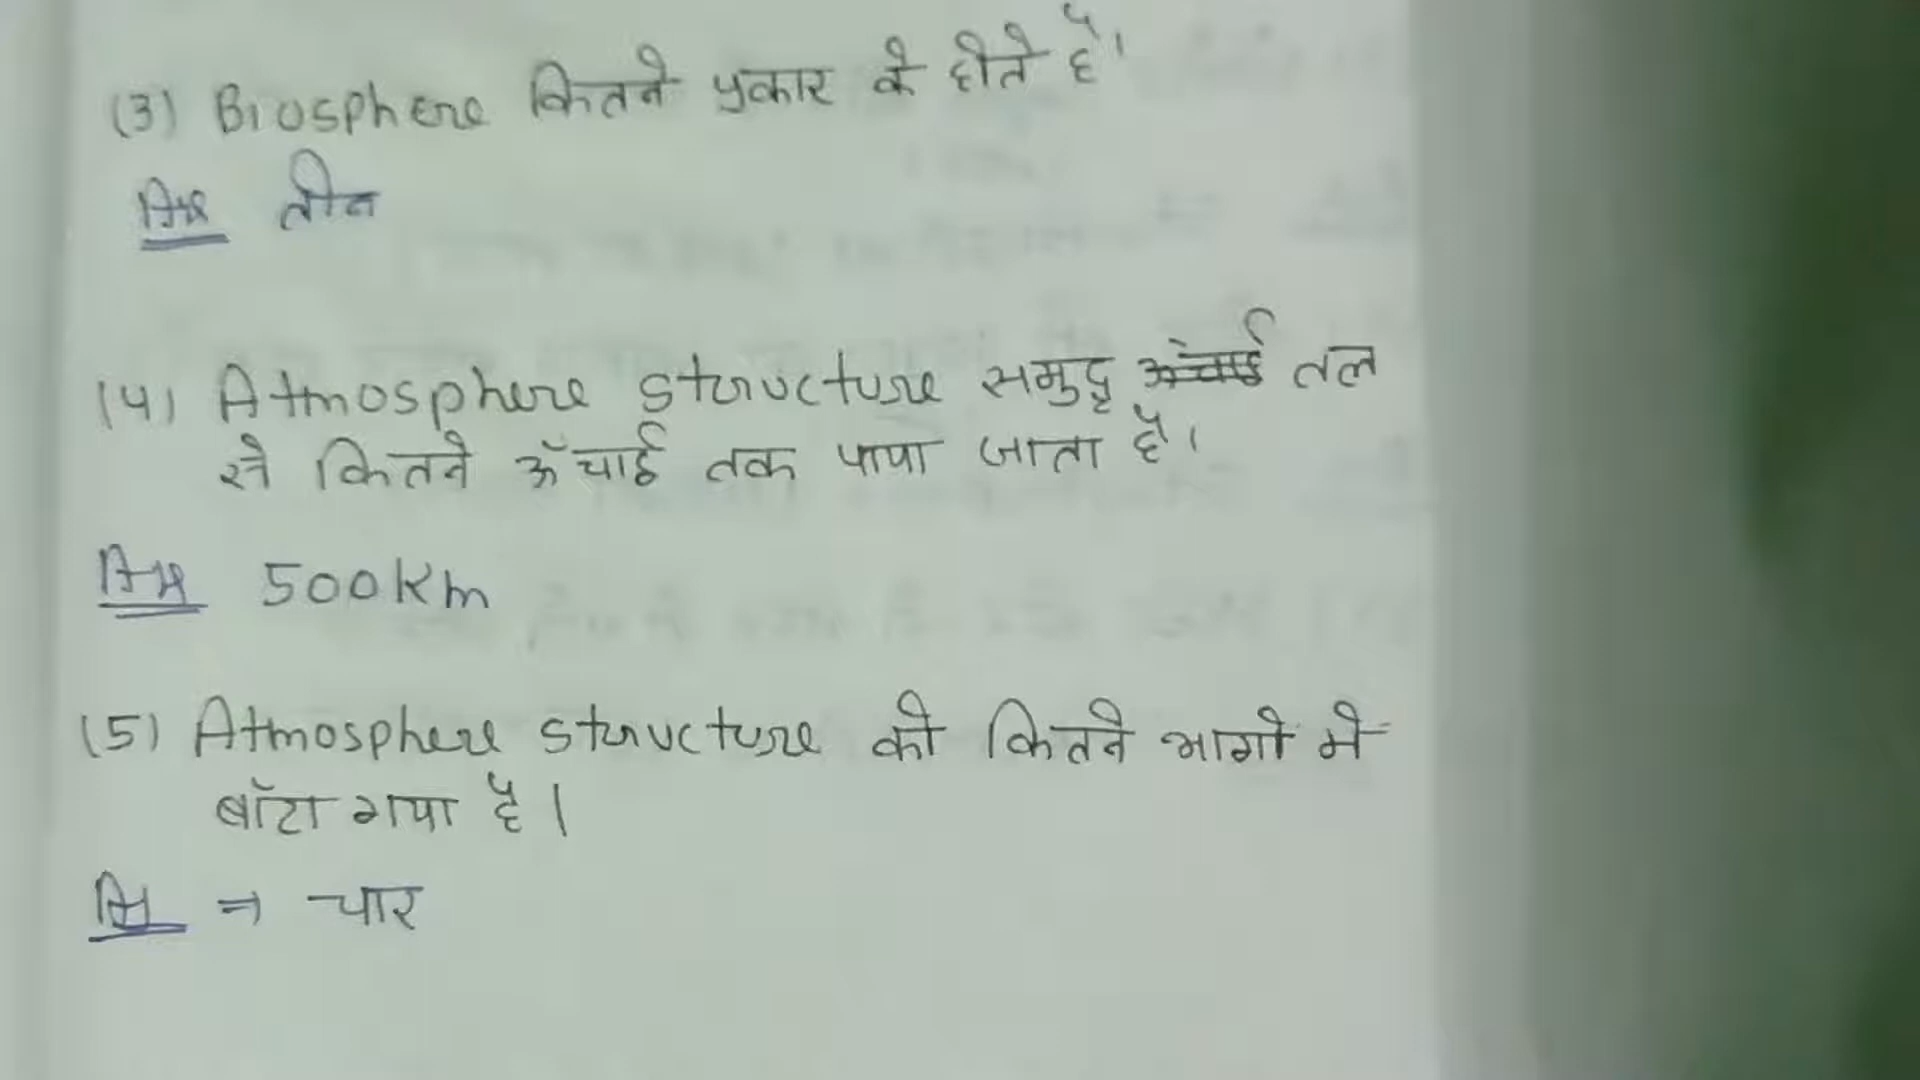 (3) Biosphere कितने प्रकार के होते है।
Ans तीन
(4) Atmosphere structure समुद्र ऊंचाई तल
से कितने ऊँचाई तक पाया जाता है।
Ans 500Km
(5) Atmosphere structure को कितने भागो मे
बॉटा गया है।
Ans ⇒ चार